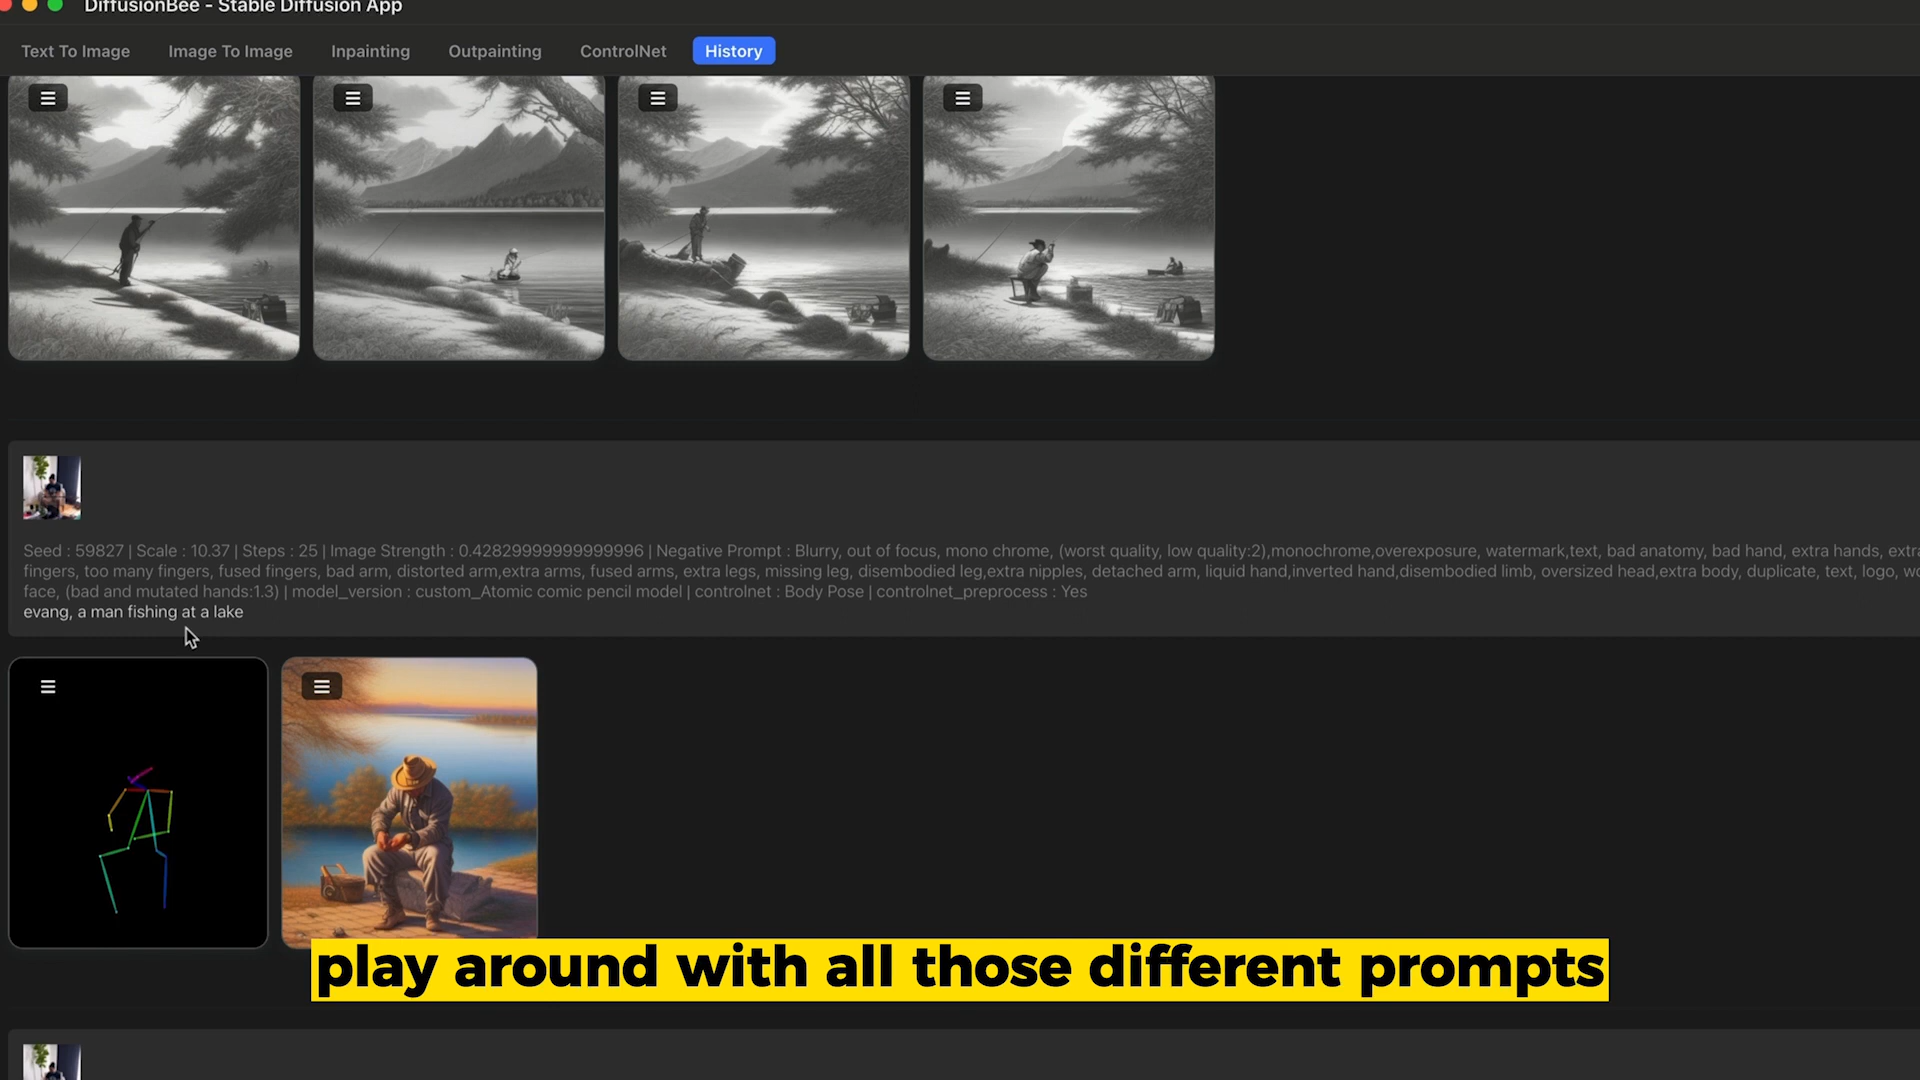 DiffusionBee - Stable Diffusion App
Text To Image Image To Image Inpainting Outpainting ControlNet History
Seed : 59827 | Scale : 10.37 | Steps : 25 | Image Strength : 0.42829999999999996 | Negative Prompt : Blurry, out of focus, mono chrome, (worst quality, low quality:2),monochrome,overexposure, watermark,text, bad anatomy, bad hand, extra hands, extra
fingers, too many fingers, fused fingers, bad arm, distorted arm,extra arms, fused arms, extra legs, missing leg, disembodied leg,extra nipples, detached arm, liquid hand,inverted hand,disembodied limb, oversized head,extra body, duplicate, text, logo,
face, (bad and mutated hands:1.3) | model_version : custom_Atomic comic pencil model | controlnet : Body Pose | controlnet_preprocess : Yes
evang, a man fishing at a lake
play around with all those different prompts